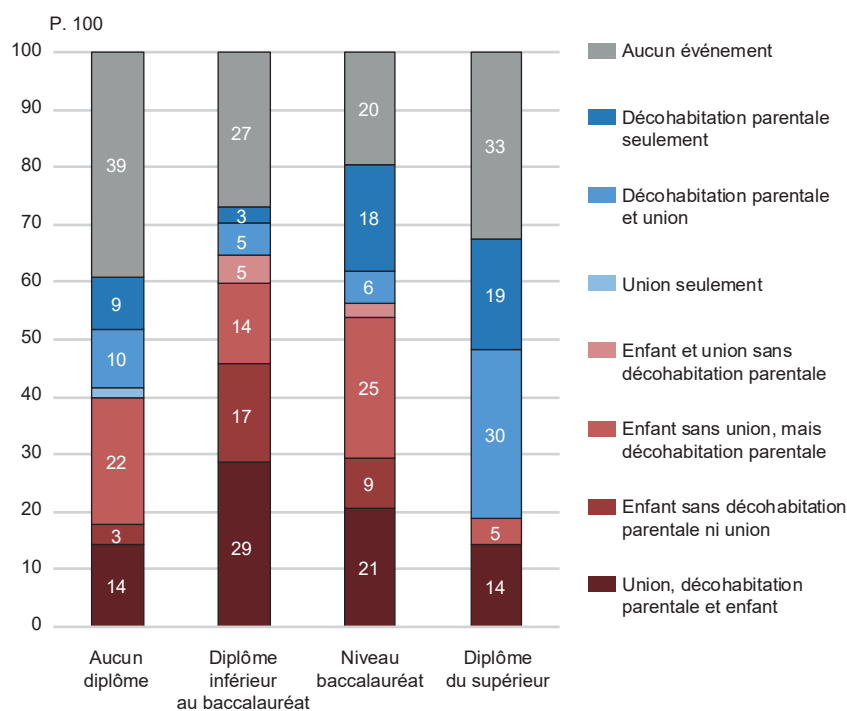 P. 100
100
90
80
70
60
50
40
30
20
10
0
39
9
10
22
3
14
27
3
5
5
14
17
29
20
18
6
25
9
21
33
19
30
5
14
Aucun
diplôme
Diplôme
inférieur
au baccalauréat
Niveau
baccalauréat
Diplôme
du supérieur
Aucun événement
Décohabitation parentale
seulement
Décohabitation parentale
et union
Union seulement
Enfant et union sans
décohabitation parentale
Enfant sans union, mais
décohabitation parentale
Enfant sans décohabitation
parentale ni union
Union, décohabitation
parentale et enfant